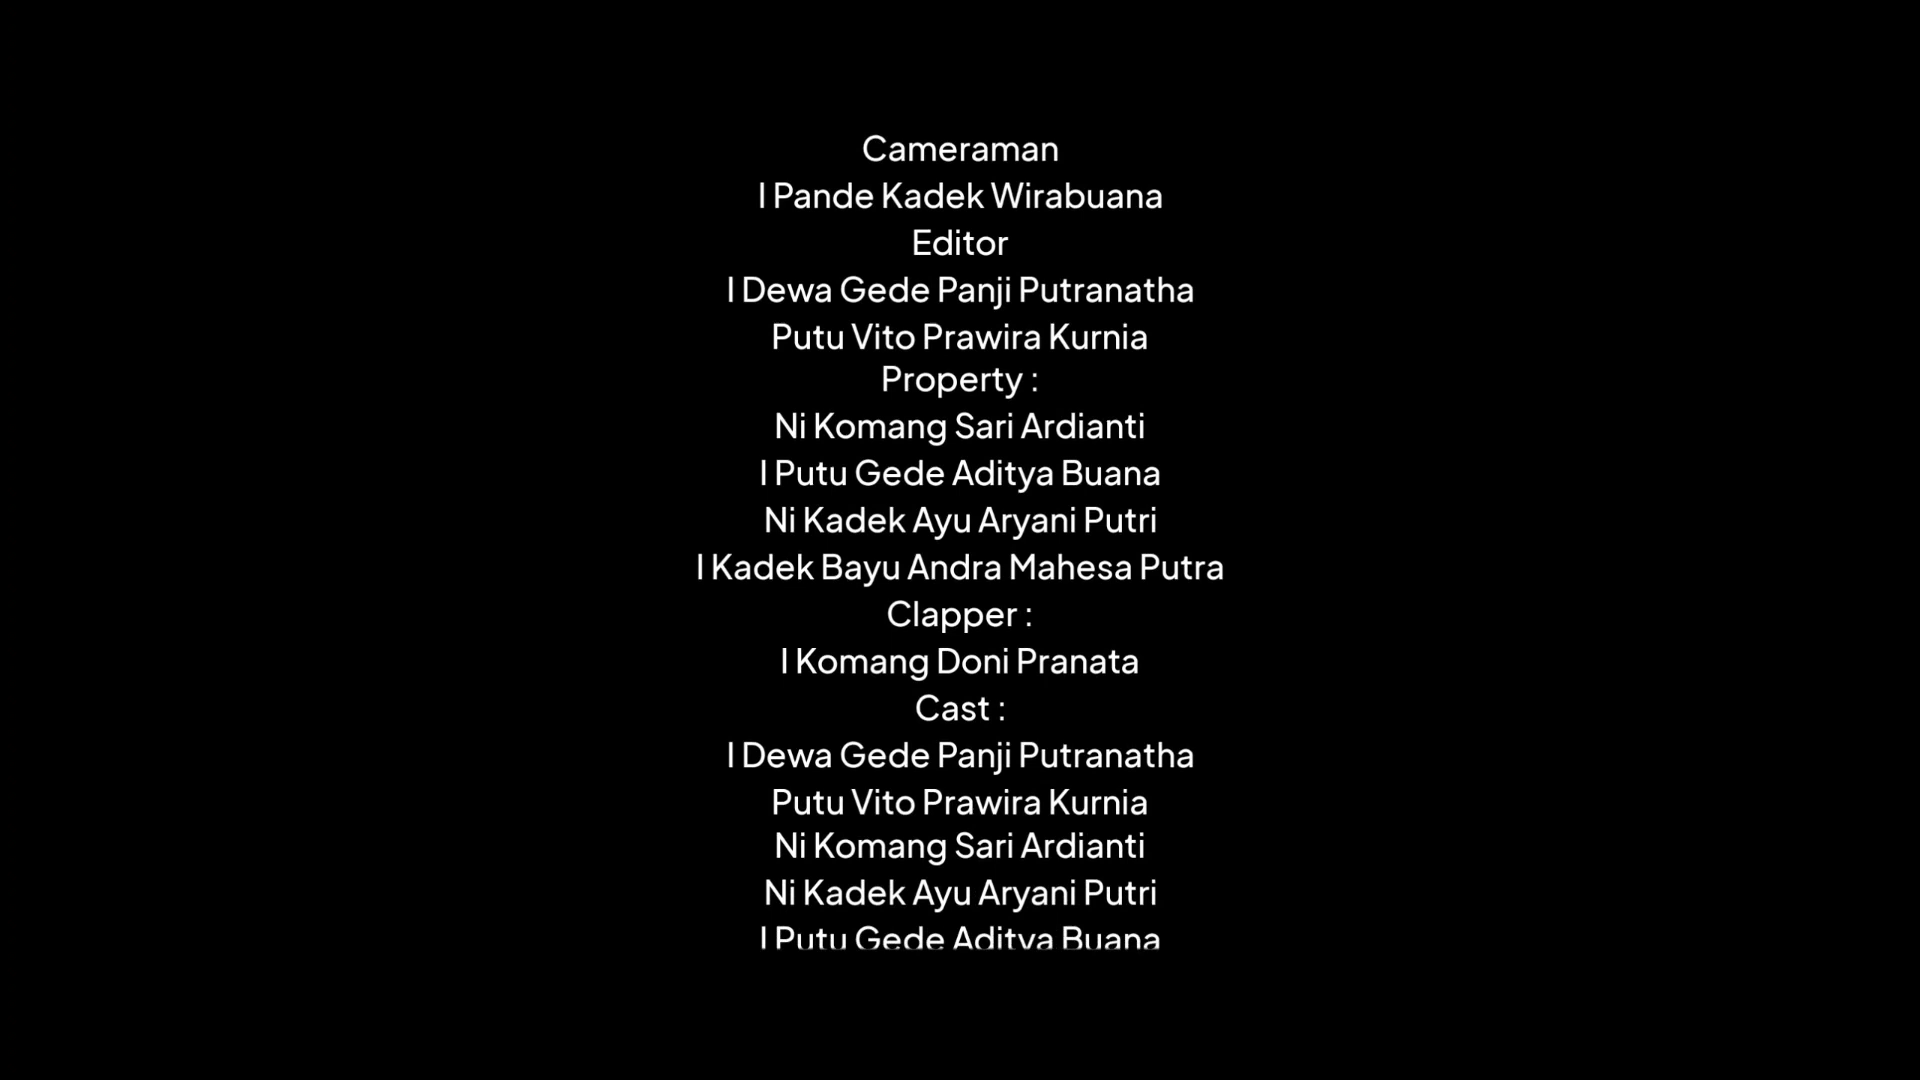 Cameraman
I Pande Kadek Wirabuana
Editor
I Dewa Gede Panji Putranatha
Putu Vito Prawira Kurnia
Property :
Ni Komang Sari Ardianti
I Putu Gede Aditya Buana
Ni Kadek Ayu Aryani Putri
I Kadek Bayu Andra Mahesa Putra
Clapper :
I Komang Doni Pranata
Cast :
I Dewa Gede Panji Putranatha
Putu Vito Prawira Kurnia
Ni Komang Sari Ardianti
Ni Kadek Ayu Aryani Putri
I Putu Gede Aditya Buana